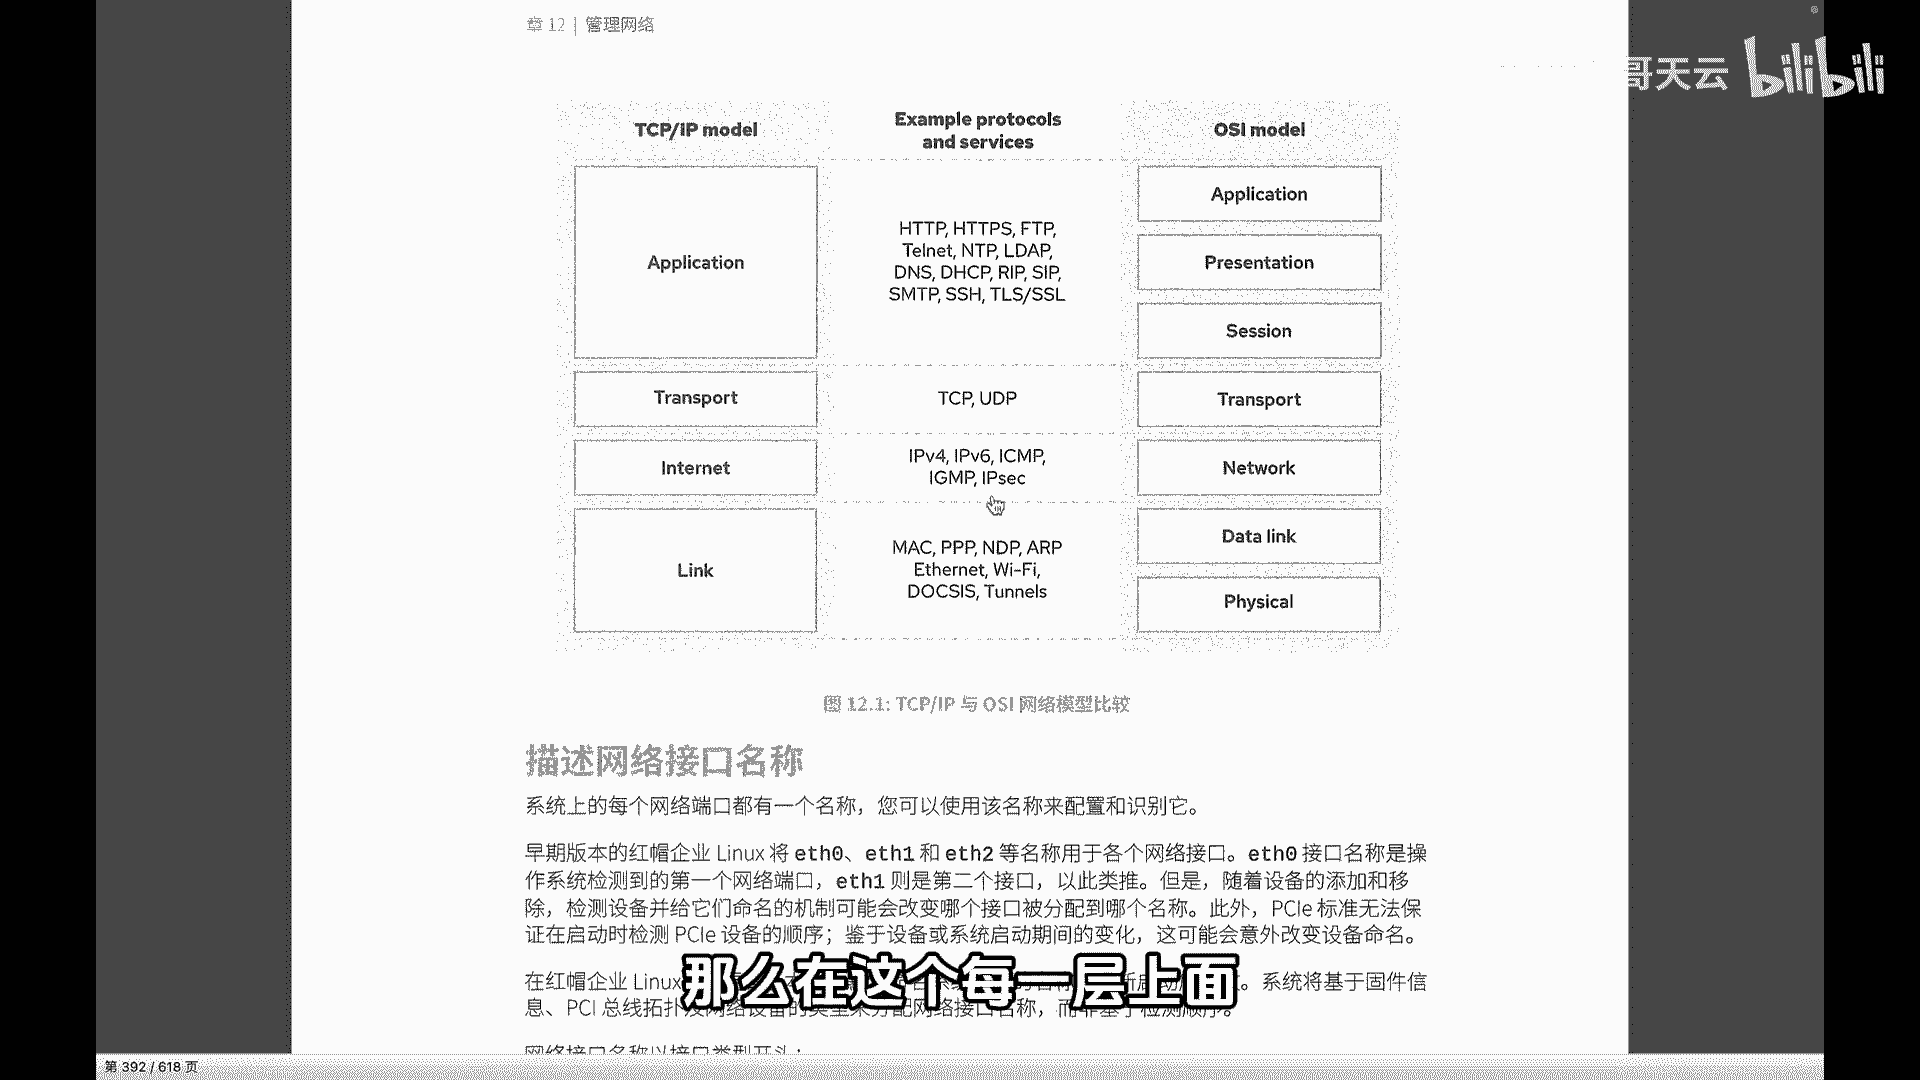 章 12 | 管理网络
哥天云 bilibili
TCP/IP model
Example protocols
and services
OSI model
Application
HTTP, HTTPS, FTP,
Telnet, NTP, LDAP,
DNS, DHCP, RIP, SIP,
SMTP, SSH, TLS/SSL
Application
Presentation
Session
Transport
TCP, UDP
Transport
Internet
IPv4, IPv6, ICMP,
IGMP, IPsec
Network
Link
MAC, PPP, NDP, ARP
Ethernet, Wi-Fi,
DOCSIS, Tunnels
Data link
Physical
图 12.1: TCP/IP 与 OSI 网络模型比较
描述网络接口名称
系统上的每个网络端口都有一个名称，您可以使用该名称来配置和识别它。
早期版本的红帽企业 Linux 将 eth0、eth1 和 eth2 等名称用于各个网络接口。eth0 接口名称是操
作系统检测到的第一个网络端口，eth1 则是第二个接口，以此类推。但是，随着设备的添加和移
除，检测设备并给它们命名的机制可能会改变哪个接口被分配到哪个名称。此外，PCIe 标准无法保
证在启动时检测 PCIe 设备的顺序；鉴于设备或系统启动期间的变化，这可能会意外改变设备命名。
在红帽企业 Linux 系统将基于固件信
息、PCI 总线拓扑及网络设备的类型来分配网络接口名称，而非基于检测顺序。
那么在这个每一层上面
网络接口名称以接口类型开头：
第 392 / 618 页